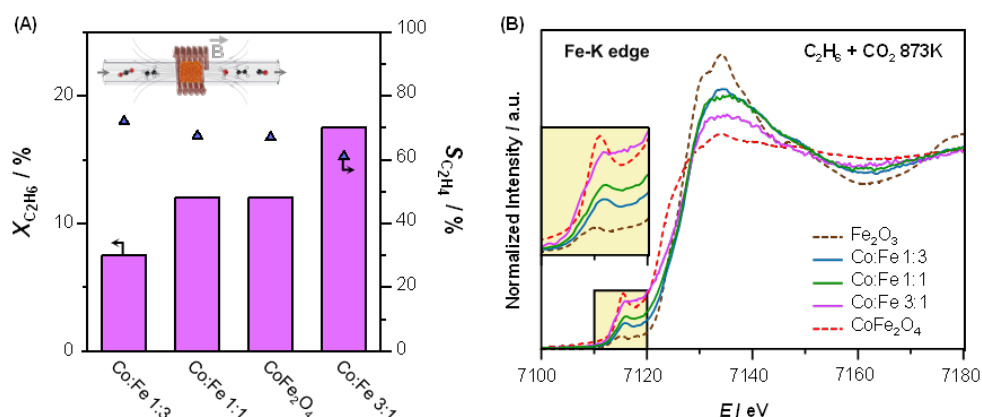 (A)
B
X C₂H₆ / %
0
10
20
S C₂H₄ / %
0
20
40
60
80
100
Co:Fe 1:3
Co:Fe 1:1
CoFe₂O₄
Co:Fe 3:1
(B)
Fe-K edge
C₂H₆ + CO₂ 873K
Normalized Intensity / a.u.
Fe₂O₃
Co:Fe 1:3
Co:Fe 1:1
Co:Fe 3:1
CoFe₂O₄
7100
7120
7140
7160
7180
E / eV